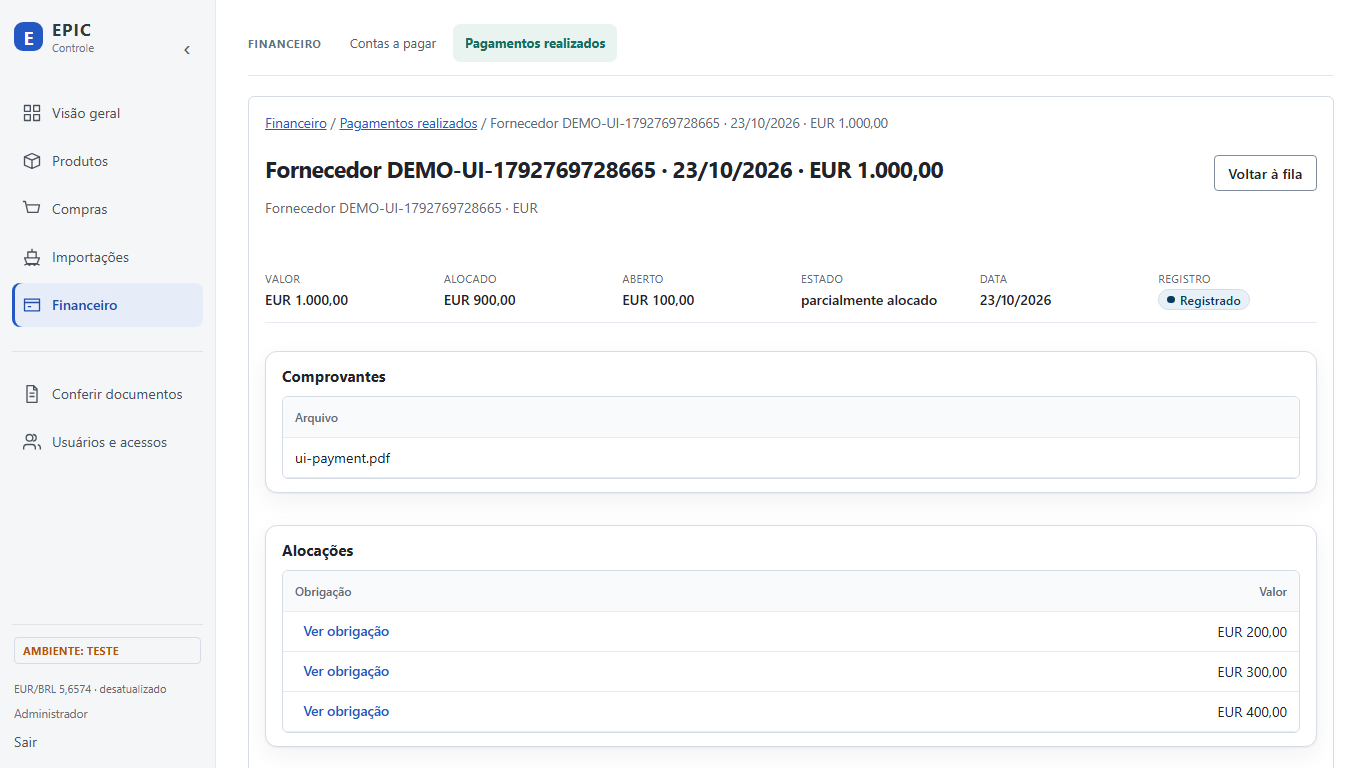 E EPIC
Controle
Visão geral
Produtos
Compras
Importações
Financeiro
Conferir documentos
Usuários e acessos
AMBIENTE: TESTE
EUR/BRL 5,6574 · desatualizado
Administrador
Sair
FINANCEIRO Contas a pagar Pagamentos realizados
Financeiro / Pagamentos realizados / Fornecedor DEMO-UI-1792769728665 · 23/10/2026 · EUR 1.000,00
Fornecedor DEMO-UI-1792769728665 · 23/10/2026 · EUR 1.000,00
Voltar à fila
Fornecedor DEMO-UI-1792769728665 · EUR
VALOR ALOCADO ABERTO ESTADO DATA REGISTRO
EUR 1.000,00 EUR 900,00 EUR 100,00 parcialmente alocado 23/10/2026 Registrado
Comprovantes
Arquivo
ui-payment.pdf
Alocações
Obrigação Valor
Ver obrigação EUR 200,00
Ver obrigação EUR 300,00
Ver obrigação EUR 400,00